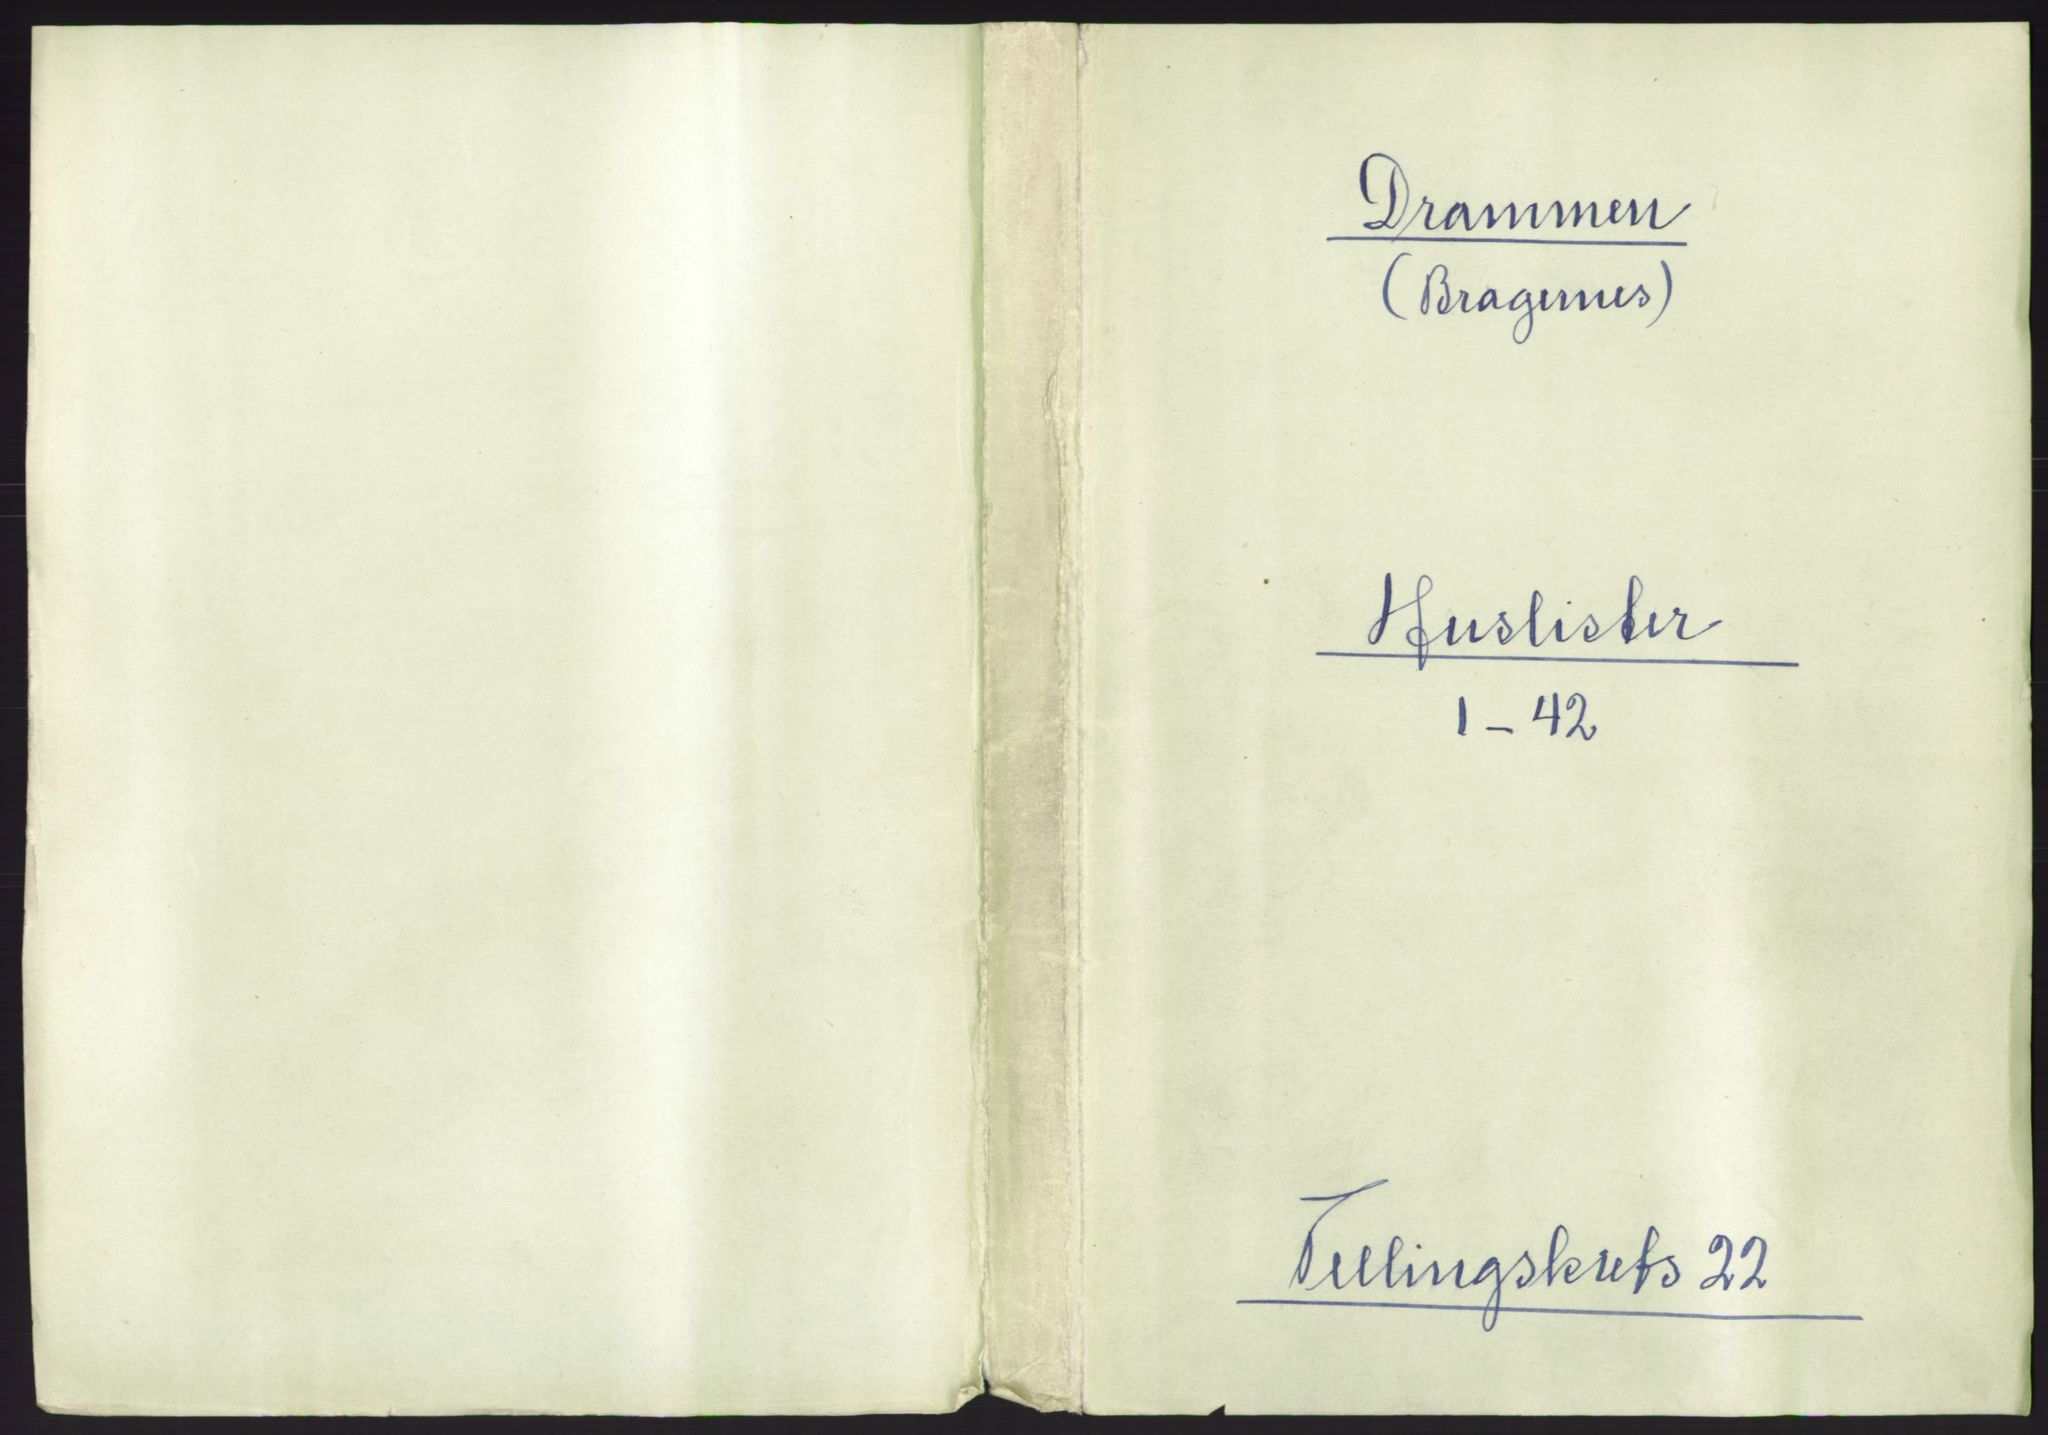 Drammen
(Bragernes)
Huslister
1 - 42
Tellingskrets 22